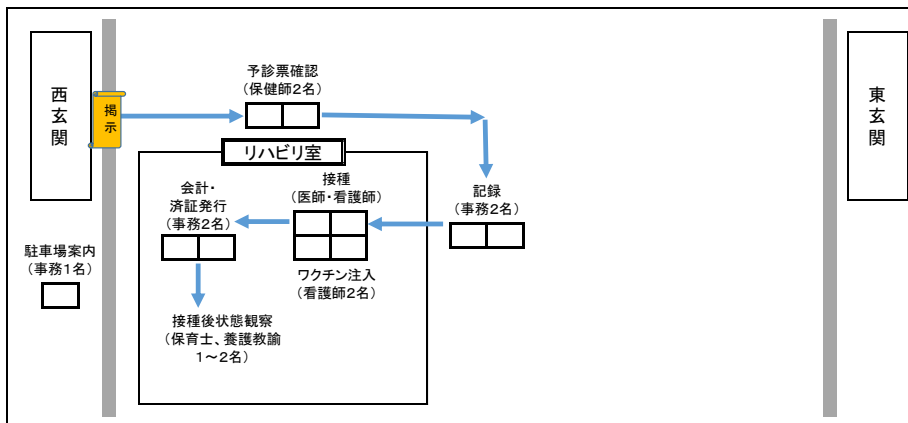 西玄関
掲示
予診票確認
（保健師2名）
東玄関
リハビリ室
会計・
済証発行
（事務2名）
接種
（医師・看護師）
記録
（事務2名）
駐車場案内
（事務1名）
ワクチン注入
（看護師2名）
接種後状態観察
（保育士、養護教諭
1～2名）